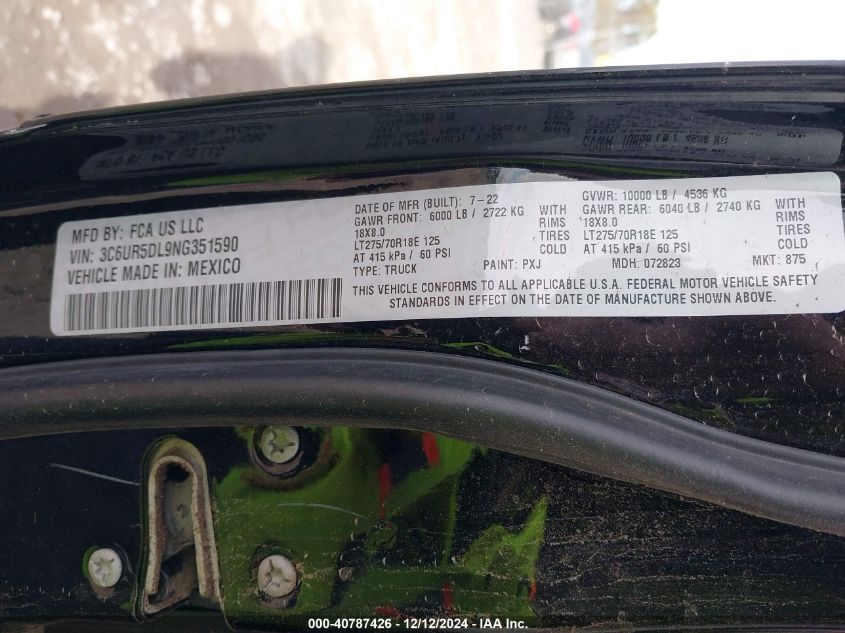 MFD BY: FCA US LLC
VIN: 3C6UR5DL9NG351590
VEHICLE MADE IN: MEXICO
DATE OF MFR (BUILT): 7-22
GAWR FRONT: 6000 LB / 2722 KG
18X8.0
LT275/70R18E 125
AT 415 kPa / 60 PSI
TYPE: TRUCK
WITH
RIMS
TIRES
COLD
PAINT: PXJ
GVWR: 10000 LB / 4536 KG
GAWR REAR: 6040 LB / 2740 KG
18X8.0
LT275/70R18E 125
AT 415 kPa / 60 PSI
MDH: 072823
WITH
RIMS
TIRES
COLD
MKT: 875
THIS VEHICLE CONFORMS TO ALL APPLICABLE U.S.A. FEDERAL MOTOR VEHICLE SAFETY
STANDARDS IN EFFECT ON THE DATE OF MANUFACTURE SHOWN ABOVE.
000-40787426 - 12/12/2024 - IAA Inc.